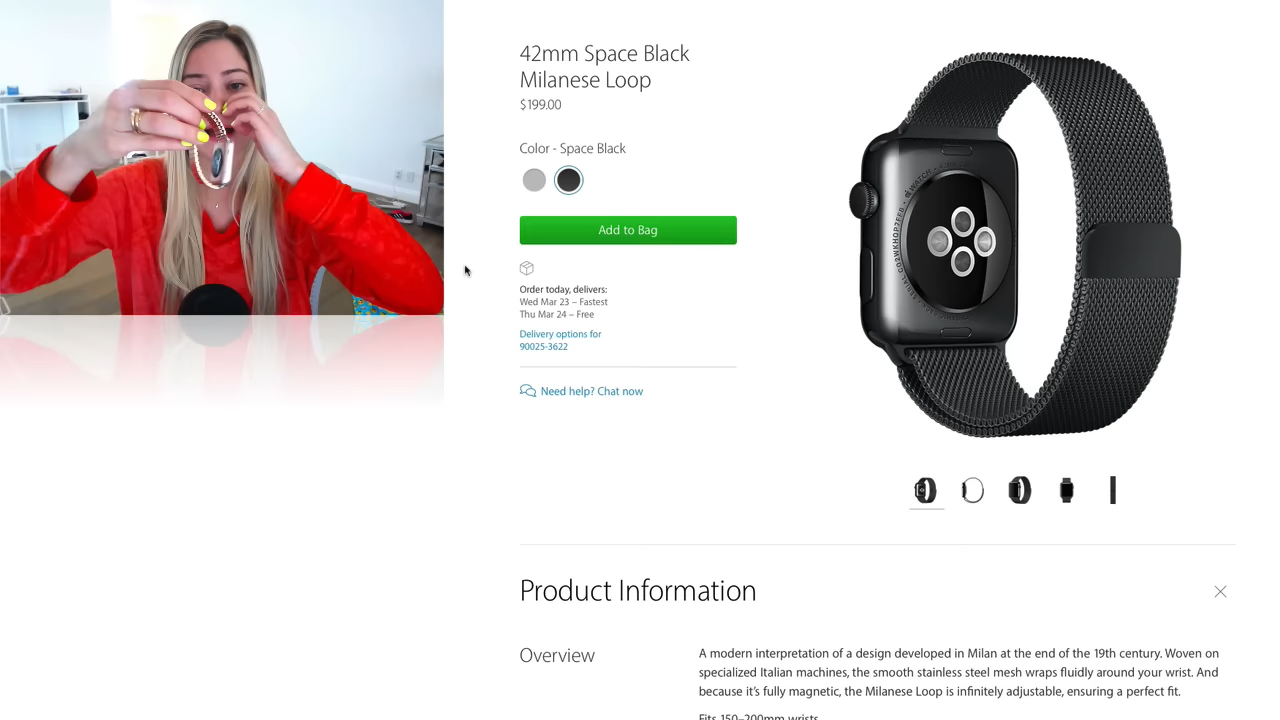 42mm Space Black
Milanese Loop
$199.00
Color - Space Black
Add to Bag
Order today, delivers:
Wed Mar 23 – Fastest
Thu Mar 24 – Free
Delivery options for
90025-3622
Need help? Chat now
Product Information
Overview
A modern interpretation of a design developed in Milan at the end of the 19th century. Woven on
specialized Italian machines, the smooth stainless steel mesh wraps fluidly around your wrist. And
because it's fully magnetic, the Milanese Loop is infinitely adjustable, ensuring a perfect fit.
Fits 150–200mm wrists